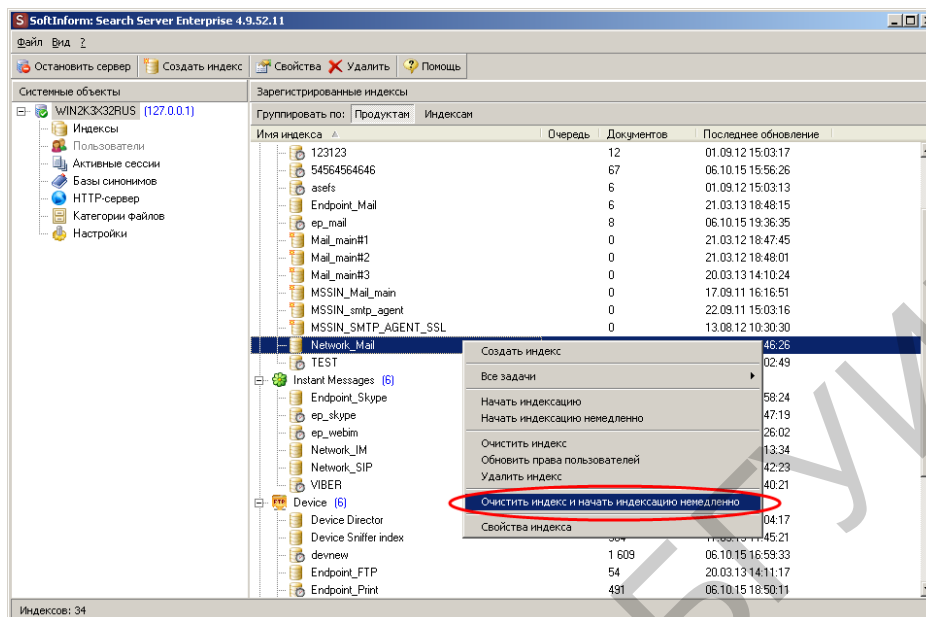 SoftInform: Search Server Enterprise 4.9.52.11
Файл Вид ?
Остановить сервер Создать индекс Свойства Удалить Помощь
Системные объекты
WIN2K3X32RUS (127.0.0.1)
Индексы
Пользователи
Активные сессии
Базы синонимов
HTTP-сервер
Категории файлов
Настройки
Зарегистрированные индексы
Группировать по: Продуктам Индексам
Имя индекса Очередь Документов Последнее обновление
123123 12 01.09.12 15:03:17
54564564646 67 06.10.15 15:56:26
asefs 6 01.09.12 15:03:13
Endpoint_Mail 6 21.03.13 18:48:15
ep_mail 8 06.10.15 19:36:35
Mail_main#1 0 21.03.12 18:47:45
Mail_main#2 0 21.03.12 18:48:01
Mail_main#3 0 20.03.13 14:10:24
MSSIN_Mail_main 0 17.09.11 16:16:51
MSSIN_smtp_agent 0 22.09.11 15:03:16
MSSIN_SMTP_AGENT_SSL 0 13.08.12 10:30:30
Network_Mail 46:26
TEST 02:49
Instant Messages (6)
Endpoint_Skype 58:24
ep_skype 47:19
ep_webim 26:02
Network_IM 13:34
Network_SIP 42:23
VIBER 40:21
Device (6)
Device Director 04:17
Device Sniffer index 45:21
devnew 1 609 06.10.15 16:59:33
Endpoint_FTP 54 20.03.13 14:11:17
Endpoint_Print 491 06.10.15 18:50:11
Создать индекс
Все задачи
Начать индексацию
Начать индексацию немедленно
Очистить индекс
Обновить права пользователей
Удалить индекс
Очистить индекс и начать индексацию немедленно
Свойства индекса
Индексов: 34
БГУИ